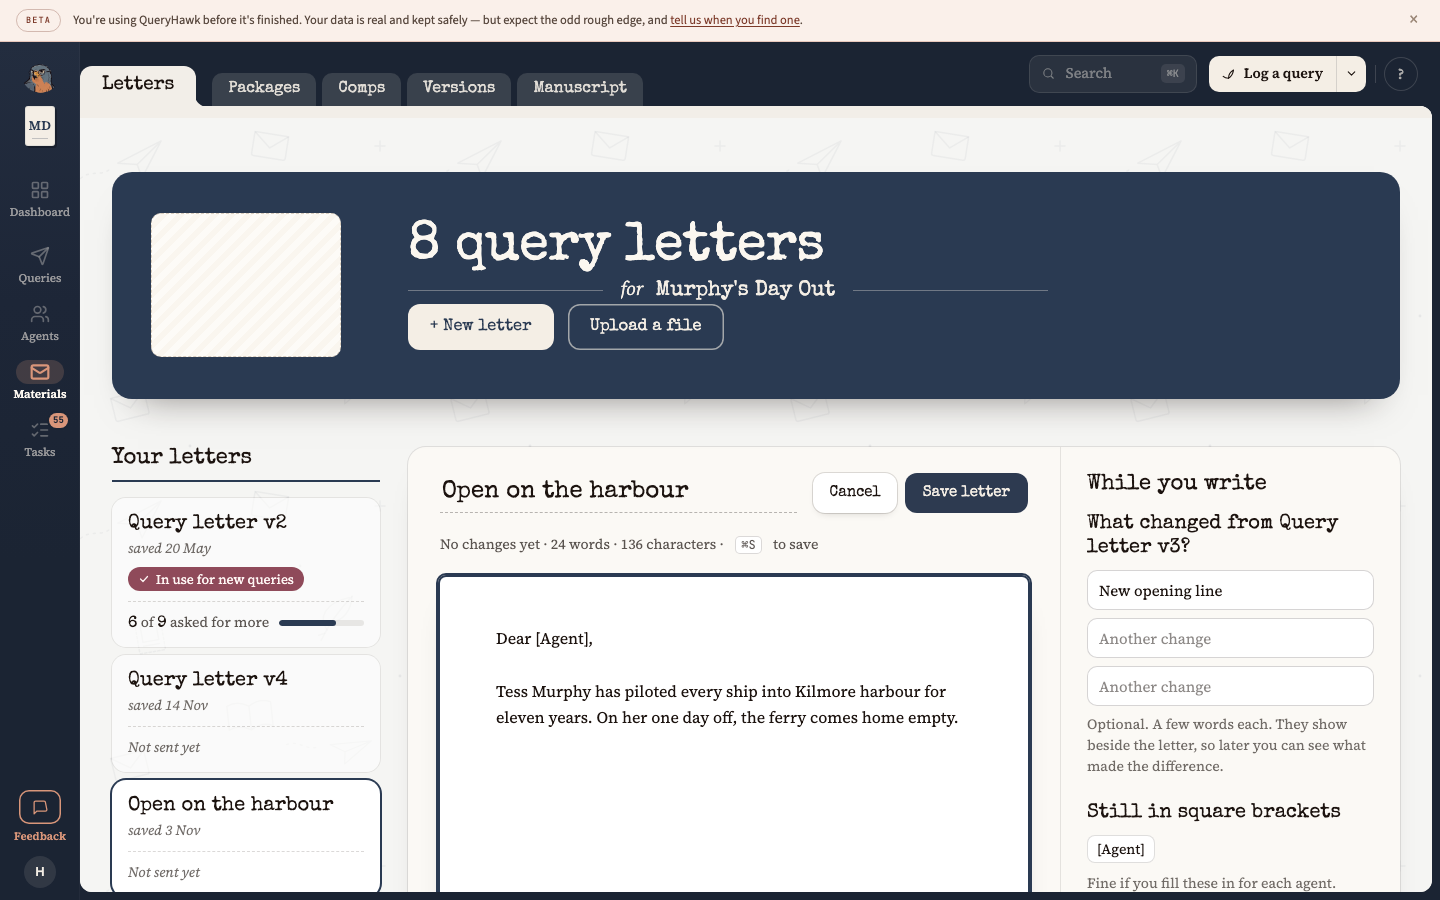 BETA
You're using QueryHawk before it's finished. Your data is real and kept safely — but expect the odd rough edge, and tell us when you find one.
×
Letters
Packages
Comps
Versions
Manuscript
Search
⌘K
Log a query
?
MD
Dashboard
Queries
Agents
Materials
55
Tasks
Feedback
H
8 query letters
for Murphy's Day Out
+ New letter
Upload a file
Your letters
Query letter v2
saved 20 May
In use for new queries
6 of 9 asked for more
Query letter v4
saved 14 Nov
Not sent yet
Open on the harbour
saved 3 Nov
Not sent yet
Open on the harbour
Cancel
Save letter
No changes yet · 24 words · 136 characters · ⌘S to save
Dear [Agent],
Tess Murphy has piloted every ship into Kilmore harbour for
eleven years. On her one day off, the ferry comes home empty.
While you write
What changed from Query
letter v3?
New opening line
Another change
Another change
Optional. A few words each. They show
beside the letter, so later you can see what
made the difference.
Still in square brackets
[Agent]
Fine if you fill these in for each agent.